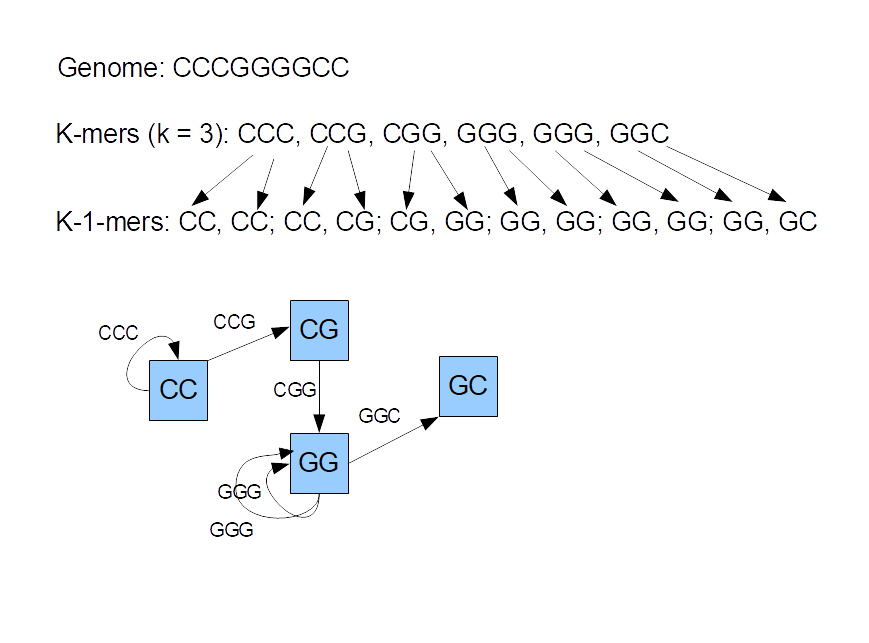 Genome: CCCGGGGCC
K-mers (k = 3): CCC, CCG, CGG, GGG, GGG, GGC
K-1-mers: CC, CC; CC, CG; CG, GG; GG, GG; GG, GG; GG, GC
CCC
CCG
CG
CC
CGG
GC
GGC
GG
GGG
GGG